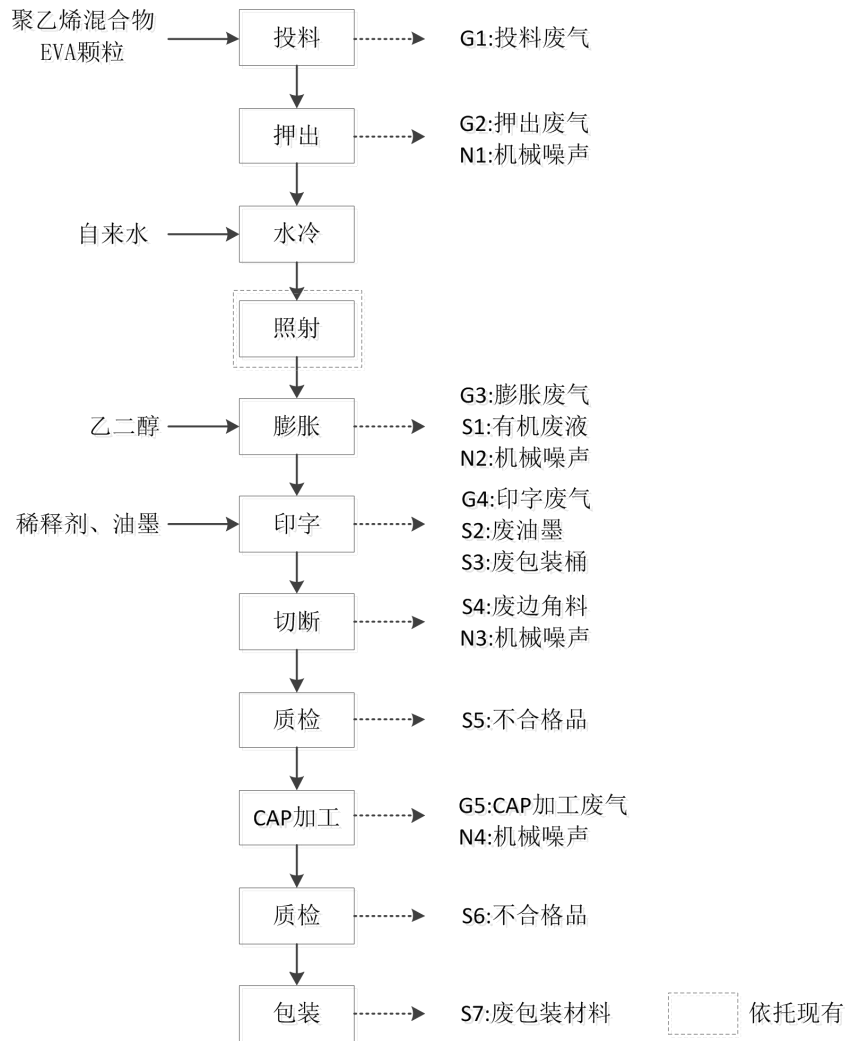 聚乙烯混合物
EVA颗粒
投料
G1:投料废气
押出
G2:押出废气
N1:机械噪声
自来水
水冷
照射
乙二醇
膨胀
G3:膨胀废气
S1:有机废液
N2:机械噪声
稀释剂、油墨
印字
G4:印字废气
S2:废油墨
S3:废包装桶
切断
S4:废边角料
N3:机械噪声
质检
S5:不合格品
CAP加工
G5:CAP加工废气
N4:机械噪声
质检
S6:不合格品
包装
S7:废包装材料
依托现有